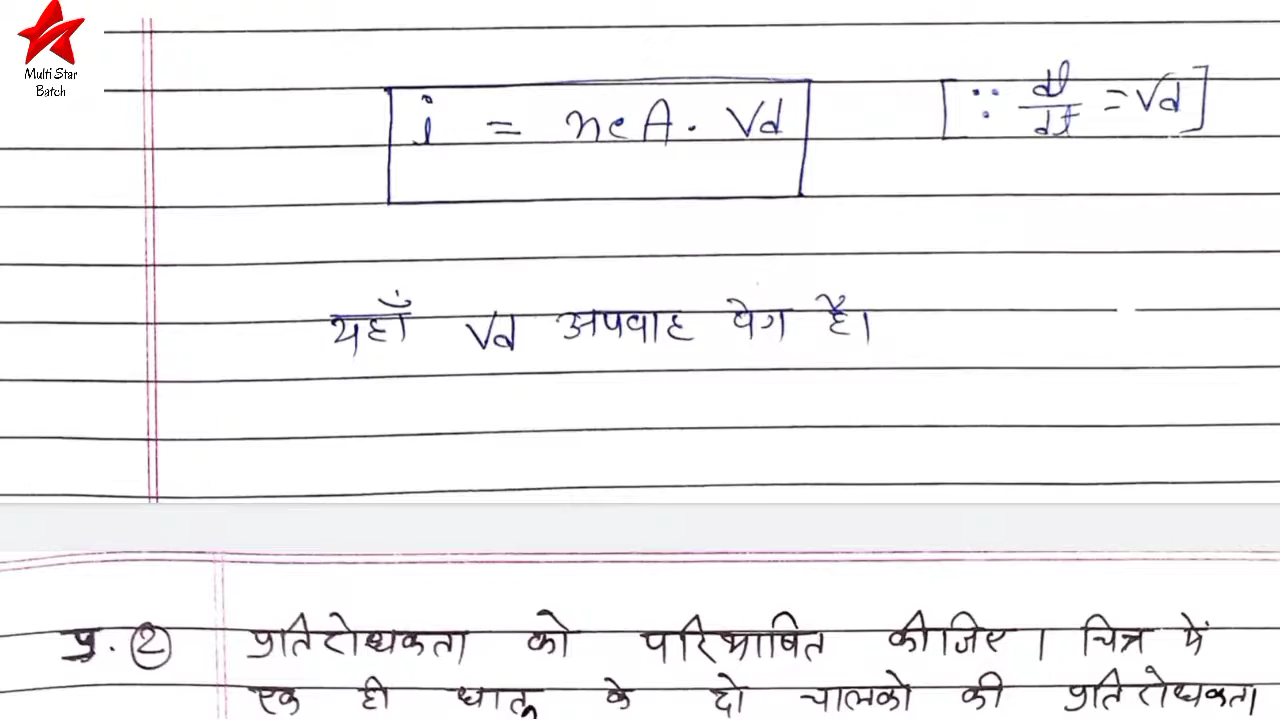 Multi Star
Batch
i = neA. Vd [∵ dl/dt = Vd]
यहाँ Vd अपवाह वेग है।
प्र. ② प्रतिरोधकता को परिभाषित कीजिए। चित्र में
एक ही धातु के दो चालको की प्रतिरोधकता